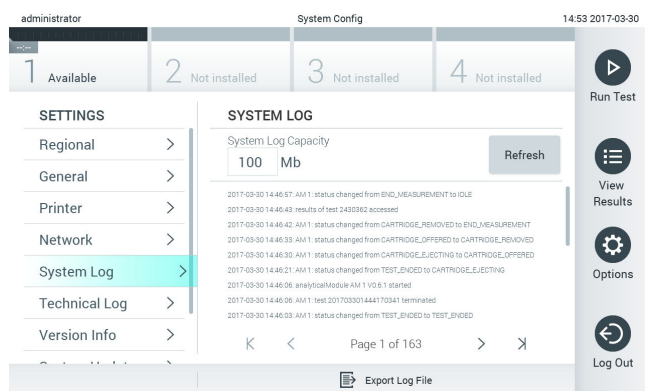 administrator
System Config
14:53 2017-03-30
--:--
1 Available
2 Not installed
3 Not installed
4 Not installed
Run Test
SETTINGS
Regional
General
Printer
Network
System Log
Technical Log
Version Info
SYSTEM LOG
System Log Capacity
100 Mb
Refresh
2017-03-30 14:46:57: AM 1: status changed from END_MEASUREMENT to IDLE
2017-03-30 14:46:43: results of test 2430362 accessed
2017-03-30 14:46:42: AM 1: status changed from CARTRIDGE_REMOVED to END_MEASUREMENT
2017-03-30 14:46:33: AM 1: status changed from CARTRIDGE_OFFERED to CARTRIDGE_REMOVED
2017-03-30 14:46:30: AM 1: status changed from CARTRIDGE_EJECTING to CARTRIDGE_OFFERED
2017-03-30 14:46:21: AM 1: status changed from TEST_ENDED to CARTRIDGE_EJECTING
2017-03-30 14:46:06: analyticalModule AM 1 V0.6.1 started
2017-03-30 14:46:06: AM 1: test 201703301444170341 terminated
2017-03-30 14:46:03: AM 1: status changed from TEST_ENDED to TEST_ENDED
Page 1 of 163
Export Log File
View
Results
Options
Log Out